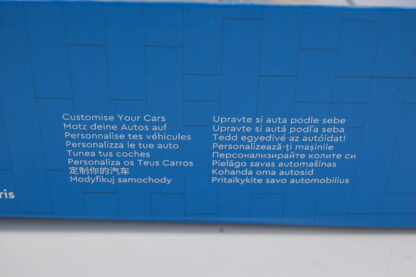 Customise Your Cars
Motz deine Autos auf
Personnalise tes véhicules
Personalizza le tue auto
Tunea tus coches
Personaliza os Teus Carros
定制你的汽车
Modyfikuj samochody
Upravte si auta podle sebe
Upravte si autá podľa seba
Tedd egyedivé az autóidat!
Personalizează-ți mașinile
Персонализирайте колите си
Pielāgo savas automašīnas
Kohanda oma autosid
Pritaikykite savo automobilius
ris